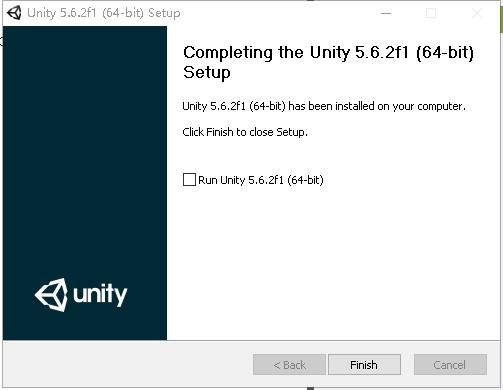 Unity 5.6.2f1 (64-bit) Setup
Completing the Unity 5.6.2f1 (64-bit)
Setup
Unity 5.6.2f1 (64-bit) has been installed on your computer.
Click Finish to close Setup.
Run Unity 5.6.2f1 (64-bit)
unity
< Back
Finish
Cancel